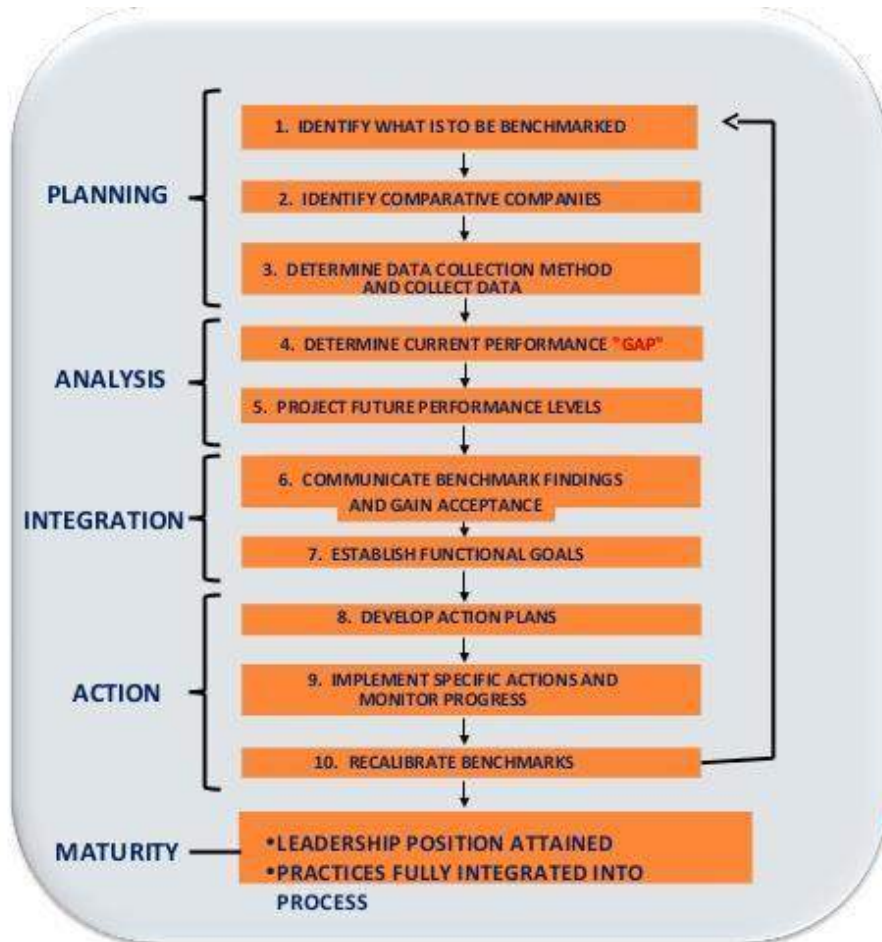 1. IDENTIFY WHAT IS TO BE BENCHMARKED
PLANNING
2. IDENTIFY COMPARATIVE COMPANIES
3. DETERMINE DATA COLLECTION METHOD
AND COLLECT DATA
4. DETERMINE CURRENT PERFORMANCE "GAP"
ANALYSIS
5. PROJECT FUTURE PERFORMANCE LEVELS
6. COMMUNICATE BENCHMARK FINDINGS
AND GAIN ACCEPTANCE
INTEGRATION
7. ESTABLISH FUNCTIONAL GOALS
8. DEVELOP ACTION PLANS
ACTION
9. IMPLEMENT SPECIFIC ACTIONS AND
MONITOR PROGRESS
10. RECALIBRATE BENCHMARKS
MATURITY
•LEADERSHIP POSITION ATTAINED
•PRACTICES FULLY INTEGRATED INTO
PROCESS